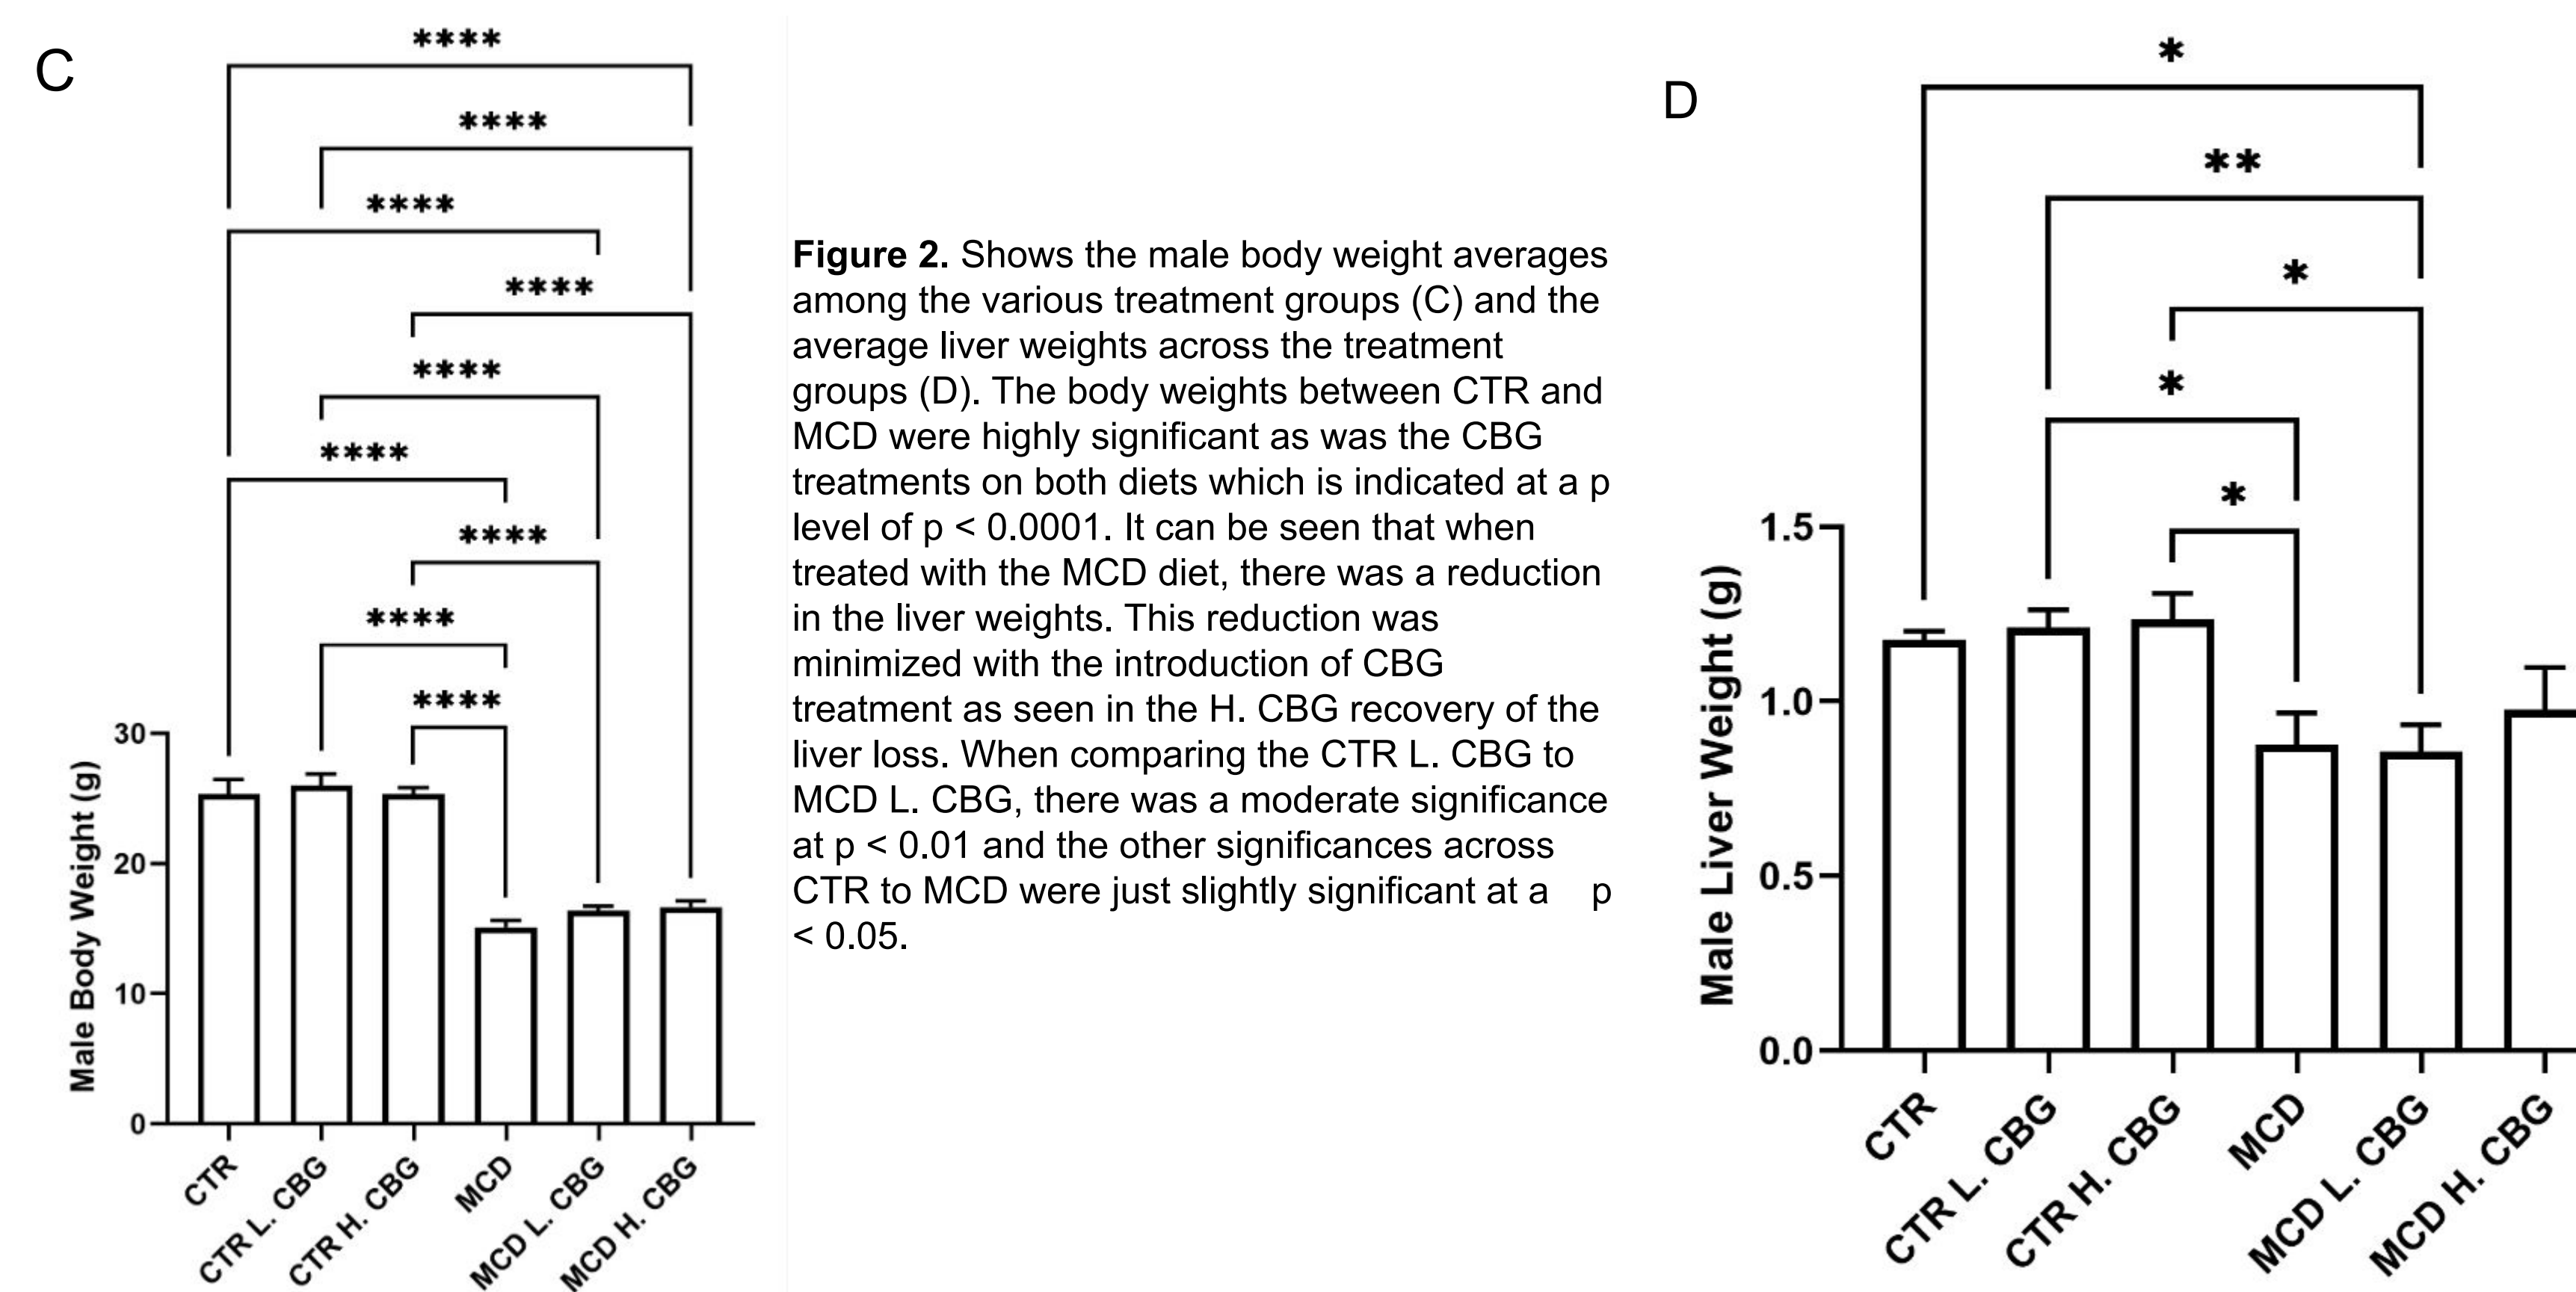 C
****
****
****
****
****
****
****
****
****
Male Body Weight (g)
30
20
10
0
CTR
CTR L. CBG
CTR H. CBG
MCD
MCD L. CBG
MCD H. CBG
Figure 2. Shows the male body weight averages
among the various treatment groups (C) and the
average liver weights across the treatment
groups (D). The body weights between CTR and
MCD were highly significant as was the CBG
treatments on both diets which is indicated at a p
level of p < 0.0001. It can be seen that when
treated with the MCD diet, there was a reduction
in the liver weights. This reduction was
minimized with the introduction of CBG
treatment as seen in the H. CBG recovery of the
liver loss. When comparing the CTR L. CBG to
MCD L. CBG, there was a moderate significance
at p < 0.01 and the other significances across
CTR to MCD were just slightly significant at a p
< 0.05.
D
*
**
*
*
*
Male Liver Weight (g)
1.5
1.0
0.5
0.0
CTR
CTR L. CBG
CTR H. CBG
MCD
MCD L. CBG
MCD H. CBG